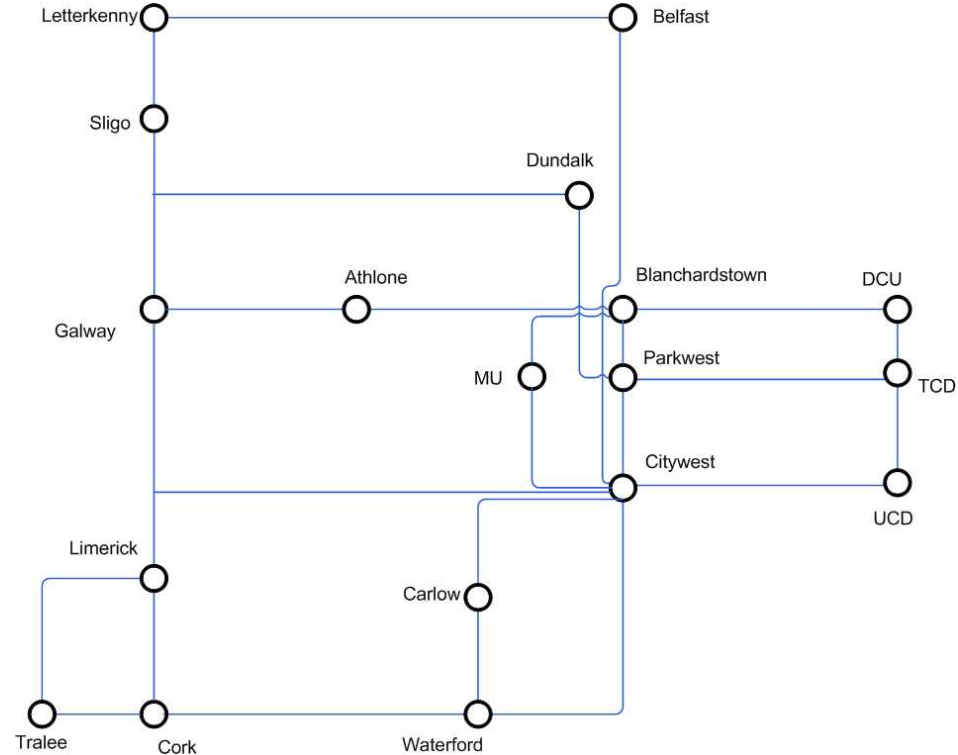 Letterkenny
Belfast
Sligo
Dundalk
Athlone
Blanchardstown
DCU
Galway
Parkwest
MU
TCD
Citywest
UCD
Limerick
Carlow
Tralee
Cork
Waterford